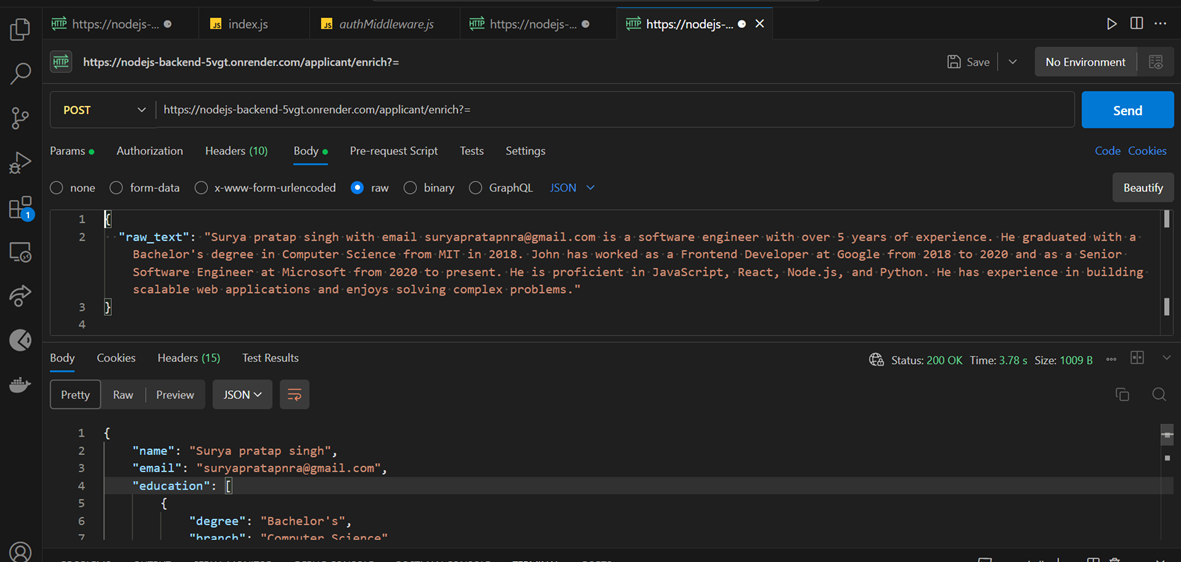 https://nodejs-...
index.js
authMiddleware.js
https://nodejs-...
https://nodejs-...
https://nodejs-backend-5vgt.onrender.com/applicant/enrich?=
Save
No Environment
POST
https://nodejs-backend-5vgt.onrender.com/applicant/enrich?=
Send
Params
Authorization
Headers (10)
Body
Pre-request Script
Tests
Settings
Code
Cookies
none
form-data
x-www-form-urlencoded
raw
binary
GraphQL
JSON
Beautify
1
1 {
2 "raw_text": "Surya pratap singh with email suryapratapnra@gmail.com is a software engineer with over 5 years of experience. He graduated with a
Bachelor's degree in Computer Science from MIT in 2018. John has worked as a Frontend Developer at Google from 2018 to 2020 and as a Senior
Software Engineer at Microsoft from 2020 to present. He is proficient in JavaScript, React, Node.js, and Python. He has experience in building
scalable web applications and enjoys solving complex problems."
3 }
4
Body
Cookies
Headers (15)
Test Results
Status: 200 OK Time: 3.78 s Size: 1009 B
Pretty
Raw
Preview
JSON
1 {
2 "name": "Surya pratap singh",
3 "email": "suryapratapnra@gmail.com",
4 "education": [
5 {
6 "degree": "Bachelor's",
7 "branch": "Computer Science"